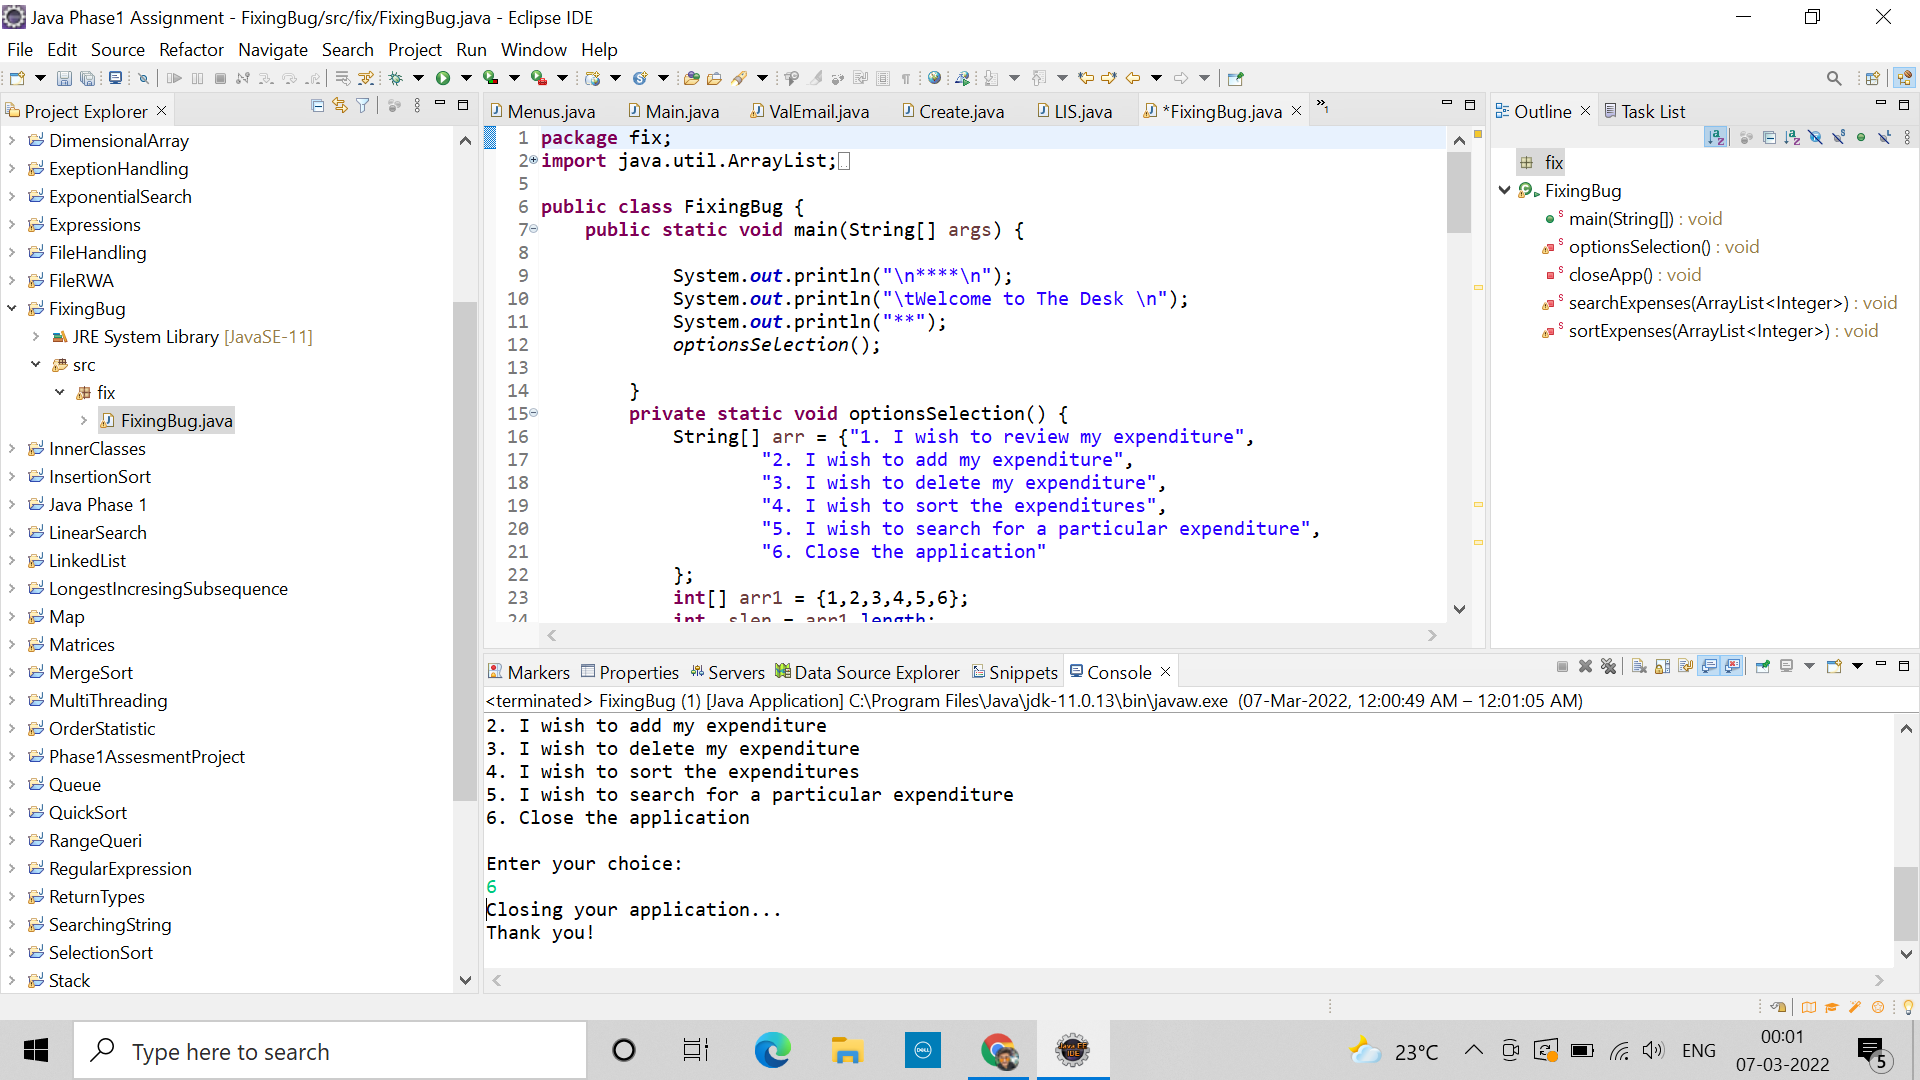 Java Phase1 Assignment - FixingBug/src/fix/FixingBug.java - Eclipse IDE
File Edit Source Refactor Navigate Search Project Run Window Help
Project Explorer
DimensionalArray
ExeptionHandling
ExponentialSearch
Expressions
FileHandling
FileRWA
FixingBug
JRE System Library [JavaSE-11]
src
fix
FixingBug.java
InnerClasses
InsertionSort
Java Phase 1
LinearSearch
LinkedList
LongestIncresingSubsequence
Map
Matrices
MergeSort
MultiThreading
OrderStatistic
Phase1AssesmentProject
Queue
QuickSort
RangeQueri
RegularExpression
ReturnTypes
SearchingString
SelectionSort
Stack
Menus.java Main.java ValEmail.java Create.java LIS.java *FixingBug.java "1
1 package fix;
2 import java.util.ArrayList;
5
6 public class FixingBug {
7 public static void main(String[] args) {
8
9 System.out.println("\n****\n");
10 System.out.println("\tWelcome to The Desk \n");
11 System.out.println("**");
12 optionsSelection();
13
14 }
15 private static void optionsSelection() {
16 String[] arr = {"1. I wish to review my expenditure",
17 "2. I wish to add my expenditure",
18 "3. I wish to delete my expenditure",
19 "4. I wish to sort the expenditures",
20 "5. I wish to search for a particular expenditure",
21 "6. Close the application"
22 };
23 int[] arr1 = {1,2,3,4,5,6};
24 int slen = arr1.length;
Outline Task List
fix
FixingBug
main(String[]) : void
optionsSelection() : void
closeApp() : void
searchExpenses(ArrayList<Integer>) : void
sortExpenses(ArrayList<Integer>) : void
Markers Properties Servers Data Source Explorer Snippets Console
<terminated> FixingBug (1) [Java Application] C:\Program Files\Java\jdk-11.0.13\bin\javaw.exe (07-Mar-2022, 12:00:49 AM – 12:01:05 AM)
2. I wish to add my expenditure
3. I wish to delete my expenditure
4. I wish to sort the expenditures
5. I wish to search for a particular expenditure
6. Close the application
Enter your choice:
6
Closing your application...
Thank you!
Type here to search
DELL
Java EE
IDE
23°C
ENG
00:01
07-03-2022
5